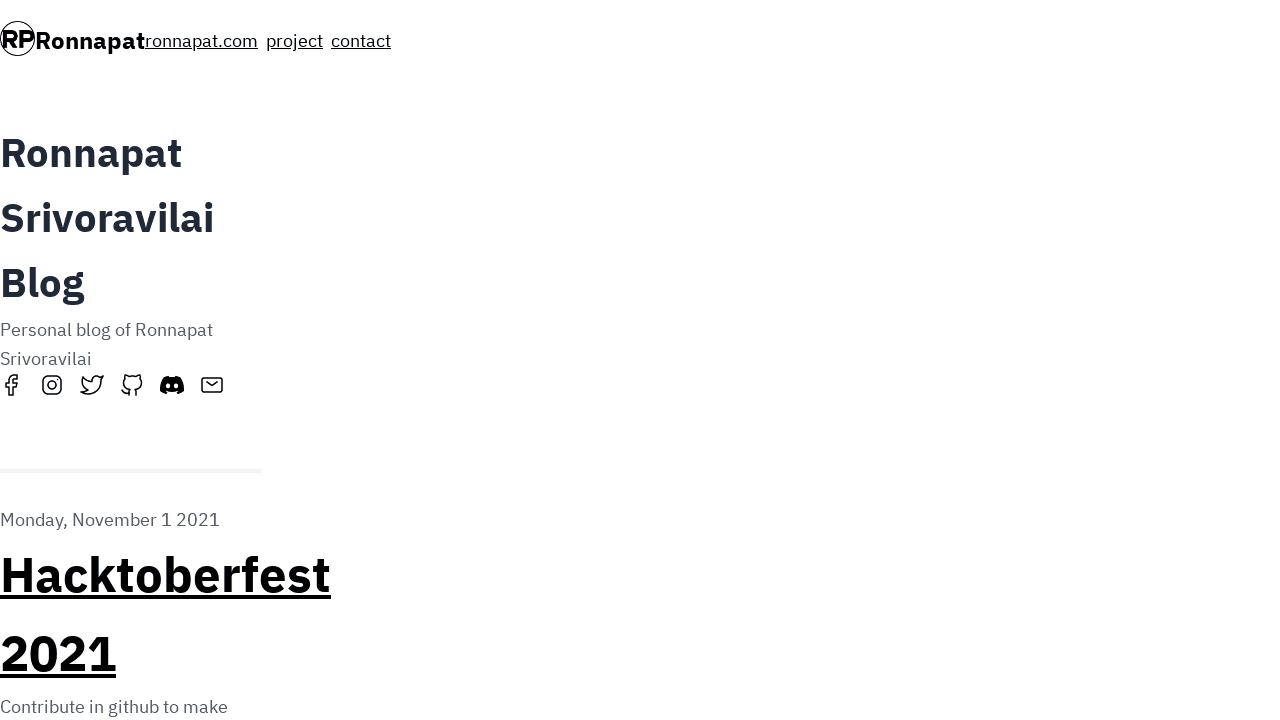 RP Ronnapat ronnapat.com project contact
Ronnapat
Srivoravilai
Blog
Personal blog of Ronnapat
Srivoravilai
Monday, November 1 2021
Hacktoberfest
2021
Contribute in github to make